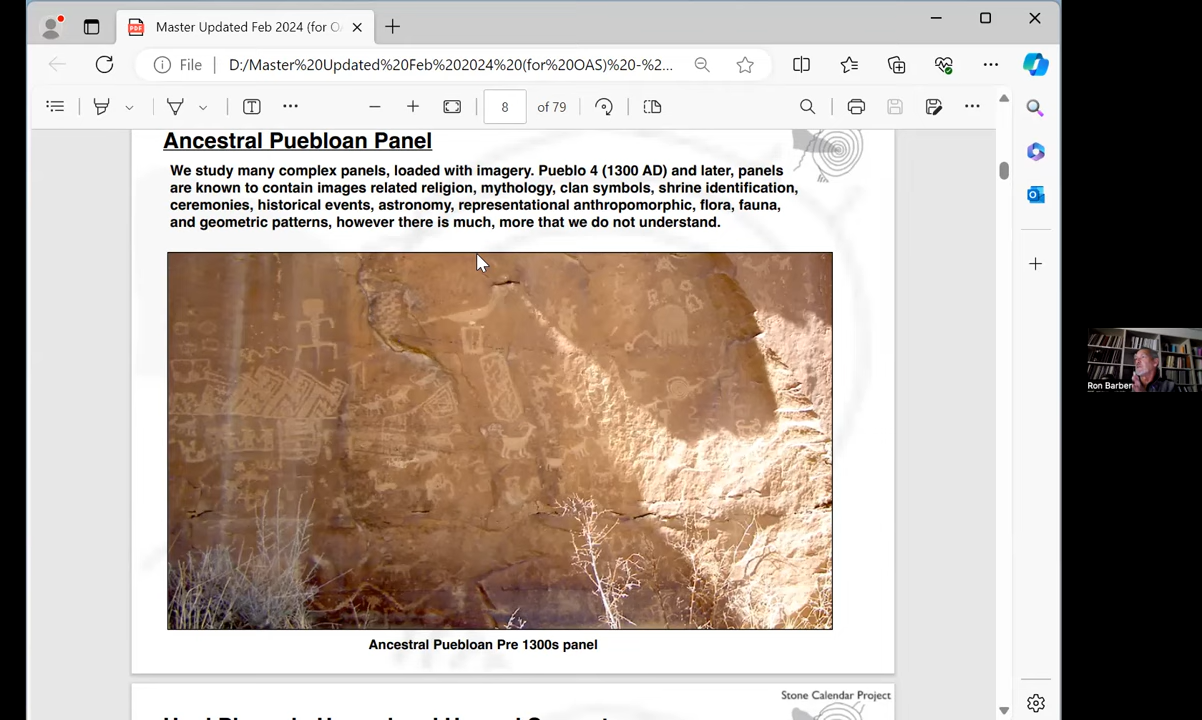 Master Updated Feb 2024 (for O
File
D:/Master%20Updated%20Feb%202024%20(for%20OAS)%20-%2...
8
of 79
Ancestral Puebloan Panel
We study many complex panels, loaded with imagery. Pueblo 4 (1300 AD) and later, panels
are known to contain images related religion, mythology, clan symbols, shrine identification,
ceremonies, historical events, astronomy, representational anthropomorphic, flora, fauna,
and geometric patterns, however there is much, more that we do not understand.
Ancestral Puebloan Pre 1300s panel
Stone Calendar Project
Ron Barber